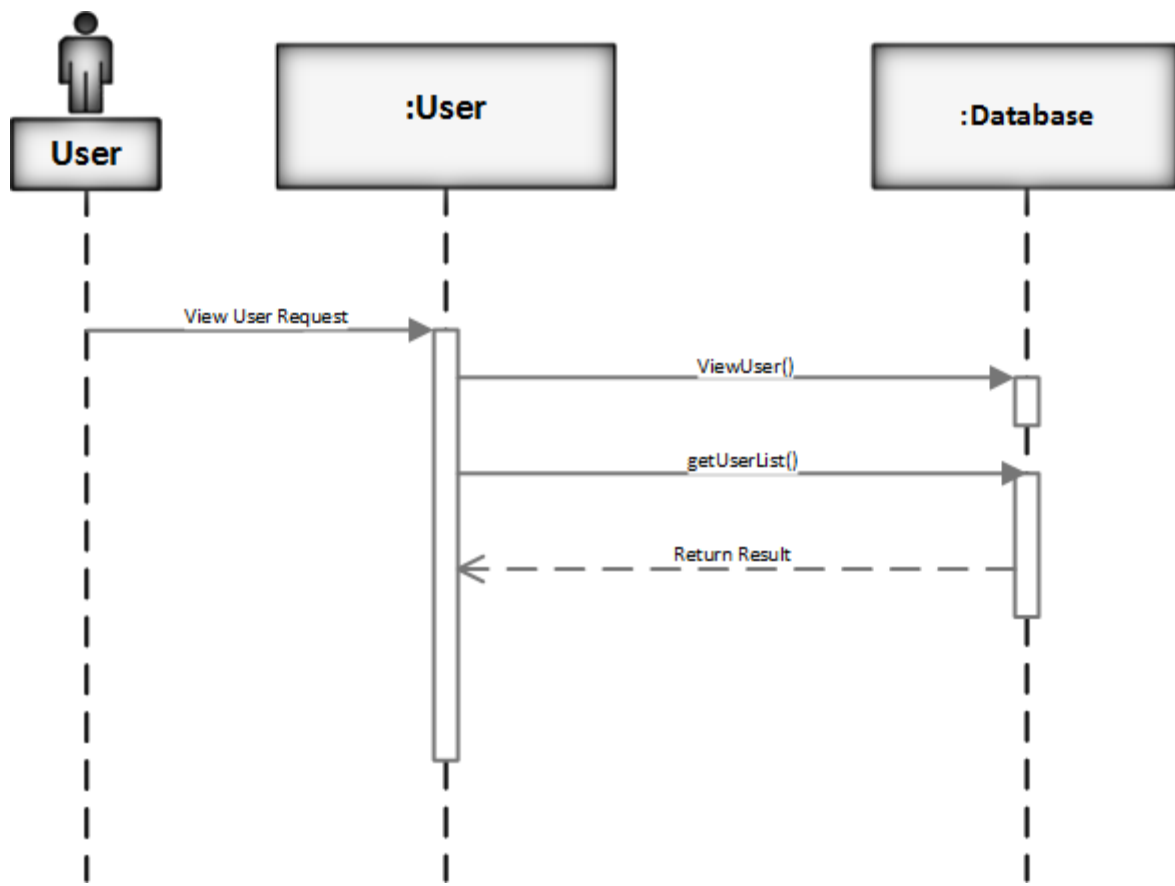 User
:User
:Database
View User Request
ViewUser()
getUserList()
Return Result